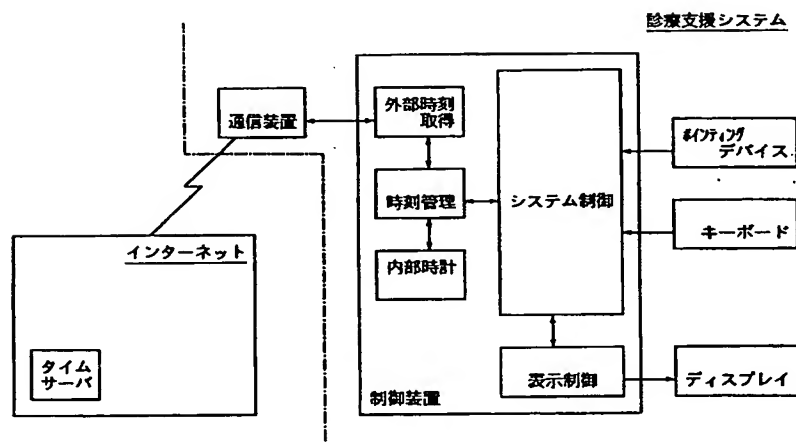 診療支援システム
通信装置
外部時刻
取得
時刻管理
内部時計
システム制御
ポインティング
デバイス
キーボード
インターネット
タイム
サーバ
表示制御
ディスプレイ
制御装置